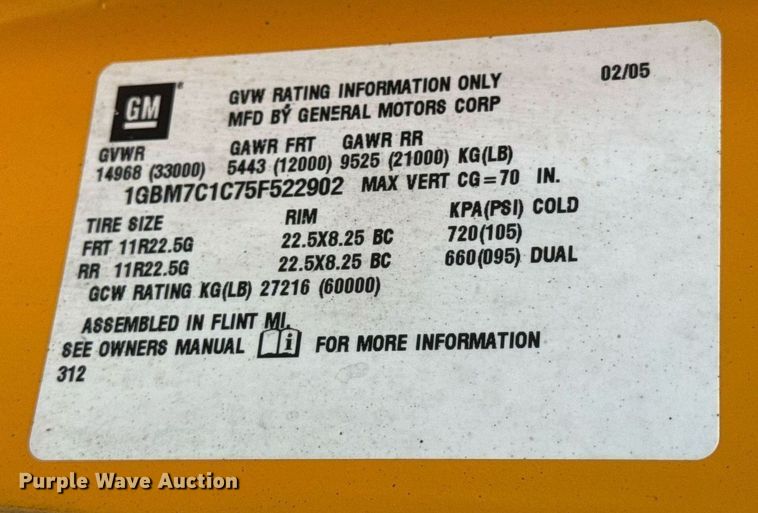 GM
GVW RATING INFORMATION ONLY 02/05
MFD BY GENERAL MOTORS CORP
GVWR GAWR FRT GAWR RR
14968 (33000) 5443 (12000) 9525 (21000) KG(LB)
1GBM7C1C75F522902 MAX VERT CG=70 IN.
TIRE SIZE RIM KPA(PSI) COLD
FRT 11R22.5G 22.5X8.25 BC 720(105)
RR 11R22.5G 22.5X8.25 BC 660(095) DUAL
GCW RATING KG(LB) 27216 (60000)
ASSEMBLED IN FLINT MI.
SEE OWNERS MANUAL i FOR MORE INFORMATION
312
Purple Wave Auction